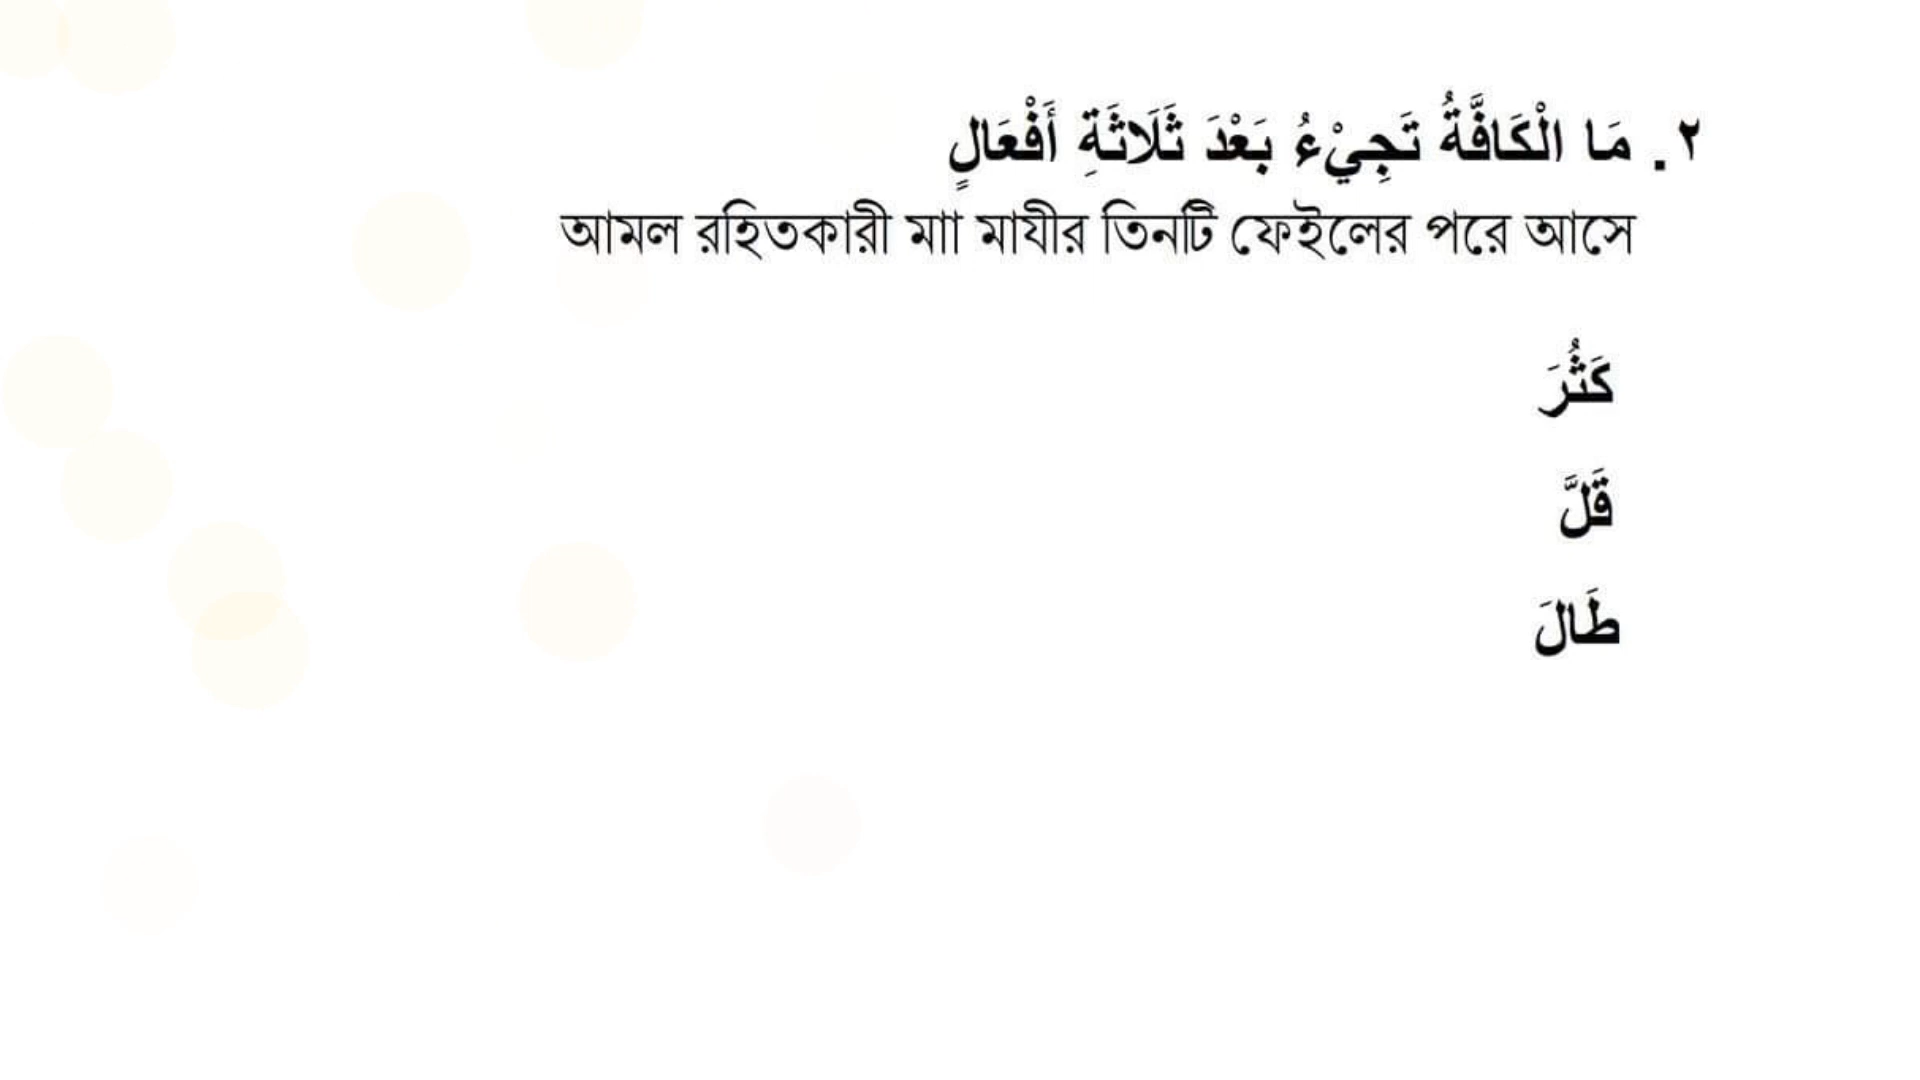 ٢. مَا الْكَافَّةُ تَجِيْءُ بَعْدَ ثَلَاثَةِ أَفْعَالٍ
আমল রহিতকারী মাা মাযীর তিনটি ফেইলের পরে আসে
كَثُرَ
قَلَّ
طَالَ